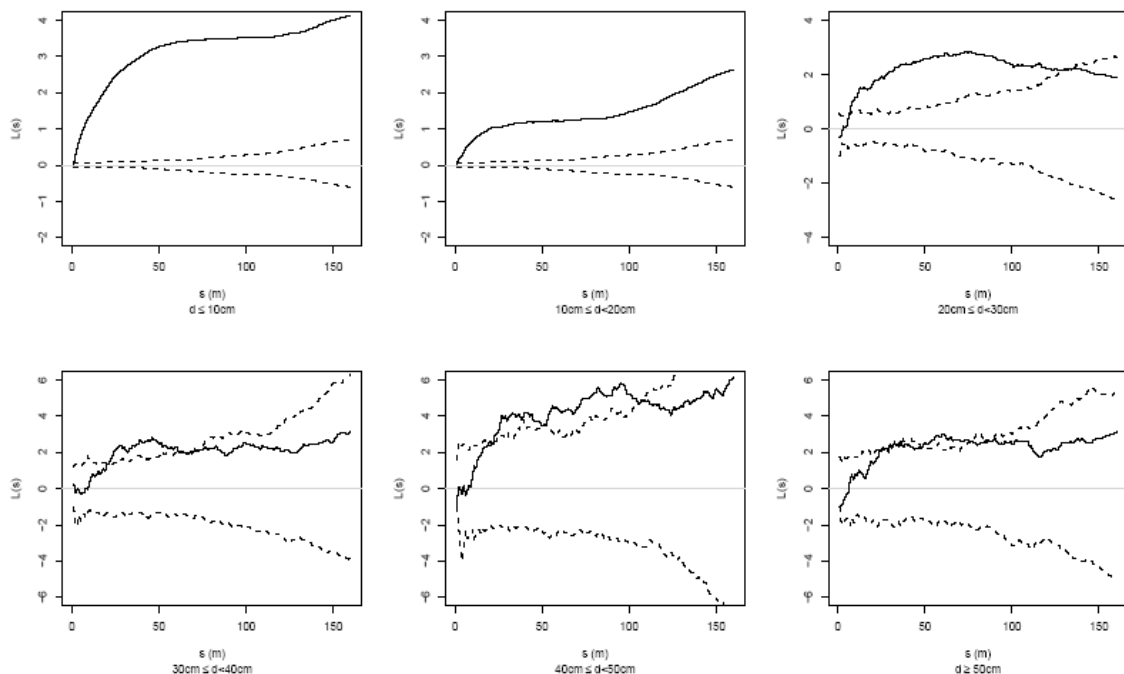 L(s)
4
3
2
1
0
-1
-2
0 50 100 150
s (m)
d ≤ 10cm
L(s)
4
3
2
1
0
-1
-2
0 50 100 150
s (m)
10cm ≤ d<20cm
L(s)
4
2
0
-2
-4
0 50 100 150
s (m)
20cm ≤ d<30cm
L(s)
6
4
2
0
-2
-4
-6
0 50 100 150
s (m)
30cm ≤ d<40cm
L(s)
6
4
2
0
-2
-4
-6
0 50 100 150
s (m)
40cm ≤ d<50cm
L(s)
6
4
2
0
-2
-4
-6
0 50 100 150
s (m)
d ≥ 50cm